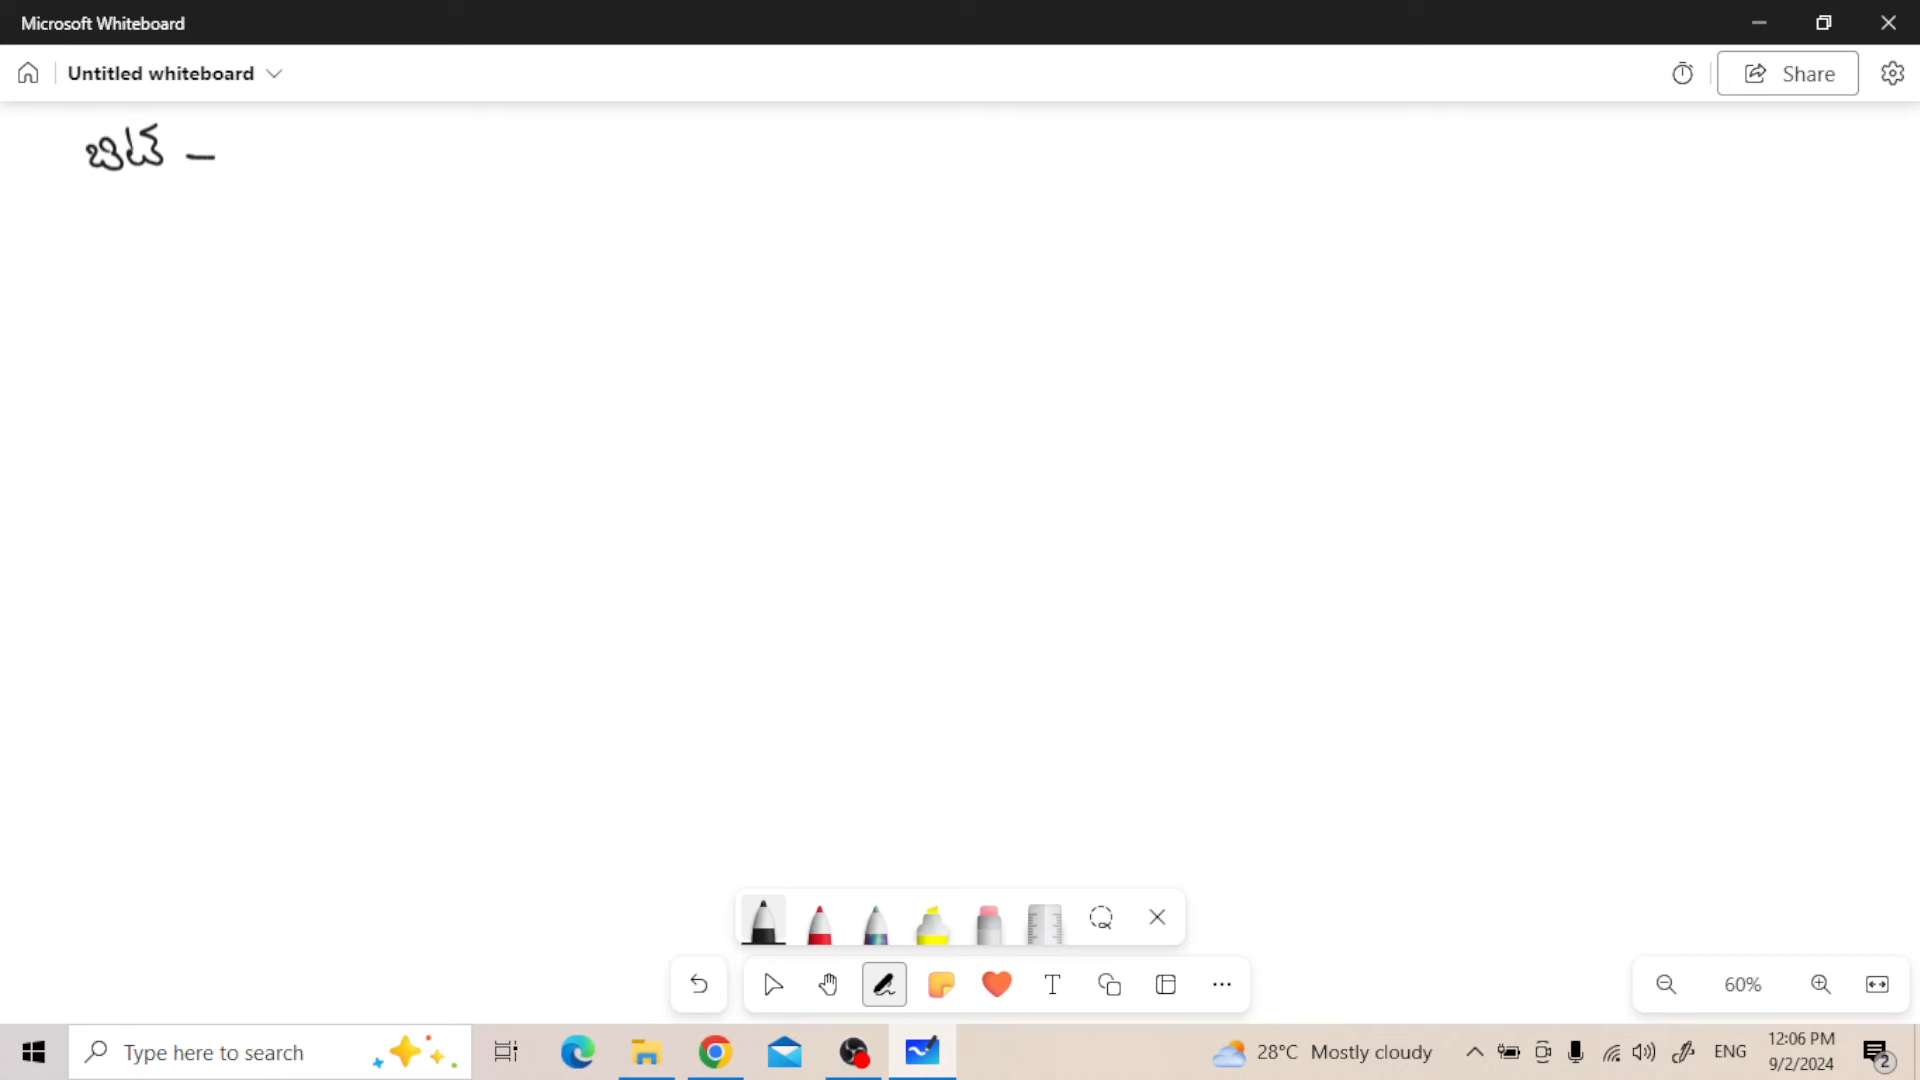 Microsoft Whiteboard
Untitled whiteboard
Share
ಬಿಟ್ –
T
60%
Type here to search
28°C Mostly cloudy
ENG
12:06 PM
9/2/2024
2